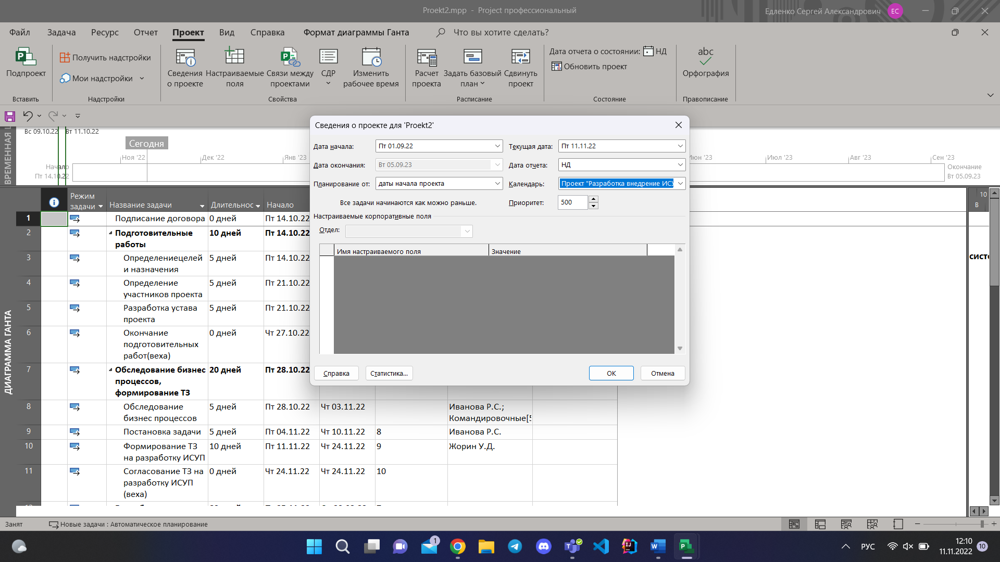 Proekt2.mpp - Project профессиональный
Едленко Сергей Александрович
ЕС
Файл Задача Ресурс Отчет Проект Вид Справка Формат диаграммы Ганта Что вы хотите сделать?
Подпроект
Вставить
Получить надстройки
Мои надстройки
Надстройки
Сведения о проекте
Настраиваемые поля
Связи между проектами
СДР
Изменить рабочее время
Свойства
Расчет проекта
Задать базовый план
Сдвинуть проект
Расписание
Дата отчета о состоянии: НД
Обновить проект
Состояние
abc
Орфография
Правописание
ВРЕМЕННАЯ
Вс 09.10.22 Вт 11.10.22
Сегодня
Ноя '22 Дек '22 Янв '23 Июн '23 Июл '23 Авг '23 Сен '23
Начало
Пт 14.10.22
Окончание
Вт 05.09.23
Сведения о проекте для 'Proekt2'
Дата начала: Пт 01.09.22 Текущая дата: Пт 11.11.22
Дата окончания: Вт 05.09.23 Дата отчета: НД
Планирование от: даты начала проекта Календарь: Проект "Разработка внедрение ИСУ
Все задачи начинаются как можно раньше. Приоритет: 500
Настраиваемые корпоративные поля
Отдел:
Имя настраиваемого поля Значение
Справка Статистика... ОК Отмена
ДИАГРАММА ГАНТА
Режим задачи Название задачи Длительнос Начало
10
В
1 Подписание договора 0 дней Пт 14.10.22
2 Подготовительные работы 10 дней Пт 14.10.22
3 Определениецелей и назначения 5 дней Пт 14.10.22
сист
4 Определение участников проекта 5 дней Пт 21.10.22
5 Разработка устава проекта 5 дней Пт 21.10.22
6 Окончание подготовительных работ(веха) 0 дней Чт 27.10.22
7 Обследование бизнес процессов, формирование ТЗ 20 дней Пт 28.10.22
8 Обследование бизнес процессов 5 дней Пт 28.10.22 Чт 03.11.22 Иванова Р.С.; Командировочные[5
9 Постановка задачи 5 дней Пт 04.11.22 Чт 10.11.22 8 Иванова Р.С.
10 Формирование ТЗ на разработку ИСУП 10 дней Пт 11.11.22 Чт 24.11.22 9 Жорин У.Д.
11 Согласование ТЗ на разработку ИСУП (веха) 0 дней Чт 24.11.22 Чт 24.11.22 10
Занят Новые задачи : Автоматическое планирование
1
РУС
12:10
11.11.2022
10